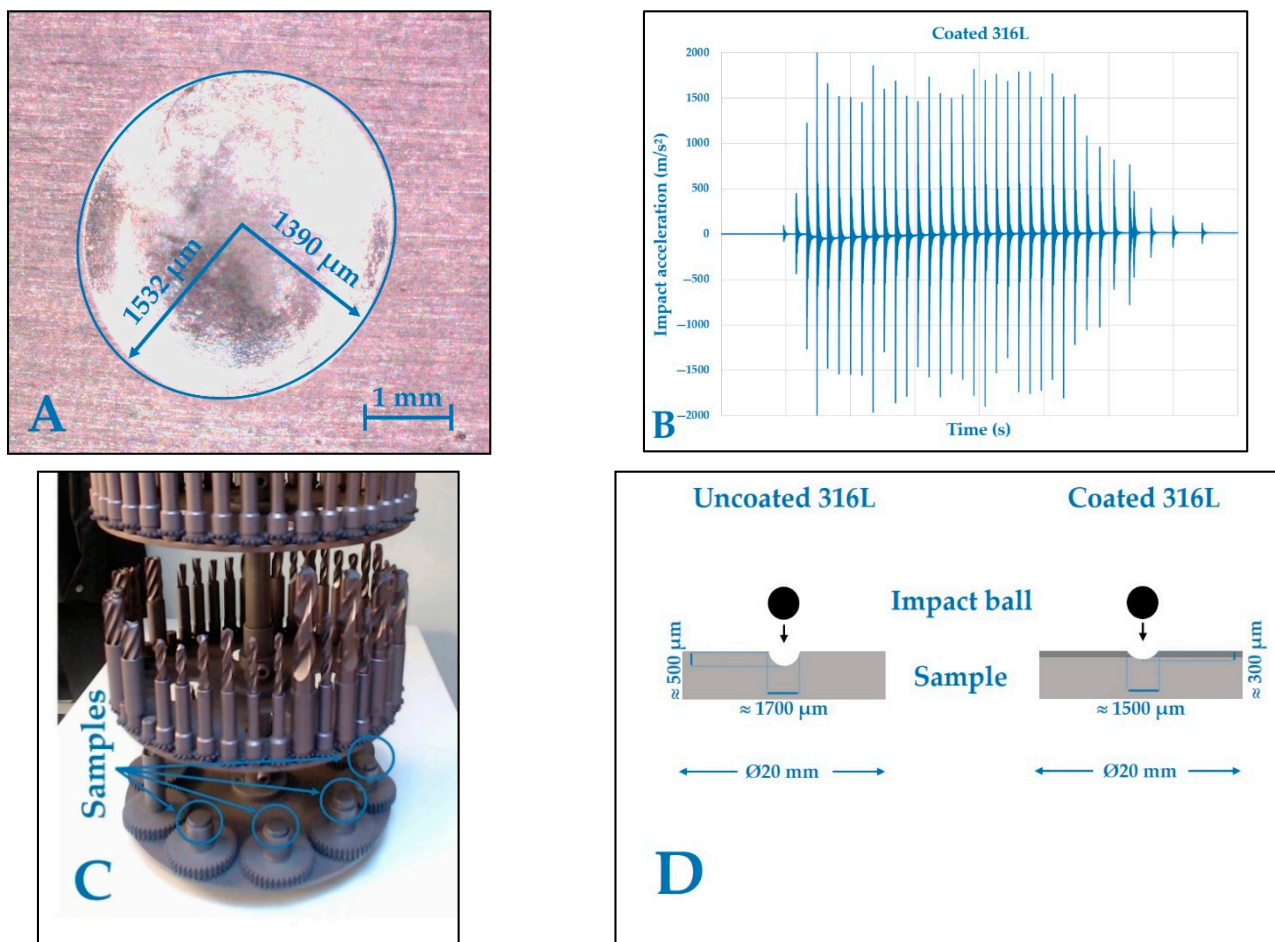 1532 μm
1390 μm
1 mm
A
Coated 316L
2000
1500
1000
500
0
−500
−1000
−1500
−2000
Impact acceleration (m/s²)
Time (s)
B
Samples
C
Uncoated 316L
Coated 316L
Impact ball
Sample
≈ 500 μm
≈ 1700 μm
≈ 1500 μm
≈ 300 μm
Ø20 mm
Ø20 mm
D